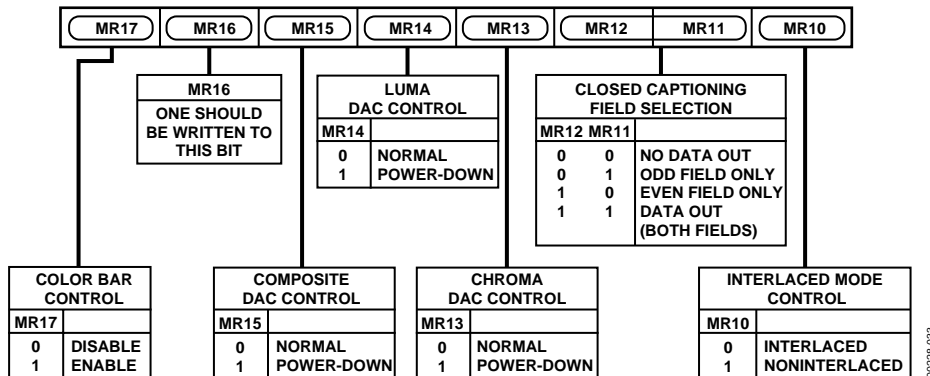 MR17 MR16 MR15 MR14 MR13 MR12 MR11 MR10
MR16
ONE SHOULD
BE WRITTEN TO
THIS BIT
LUMA
DAC CONTROL
MR14
0 NORMAL
1 POWER-DOWN
CLOSED CAPTIONING
FIELD SELECTION
MR12 MR11
0 0 NO DATA OUT
0 1 ODD FIELD ONLY
1 0 EVEN FIELD ONLY
1 1 DATA OUT
(BOTH FIELDS)
COLOR BAR
CONTROL
MR17
0 DISABLE
1 ENABLE
COMPOSITE
DAC CONTROL
MR15
0 NORMAL
1 POWER-DOWN
CHROMA
DAC CONTROL
MR13
0 NORMAL
1 POWER-DOWN
INTERLACED MODE
CONTROL
MR10
0 INTERLACED
1 NONINTERLACED